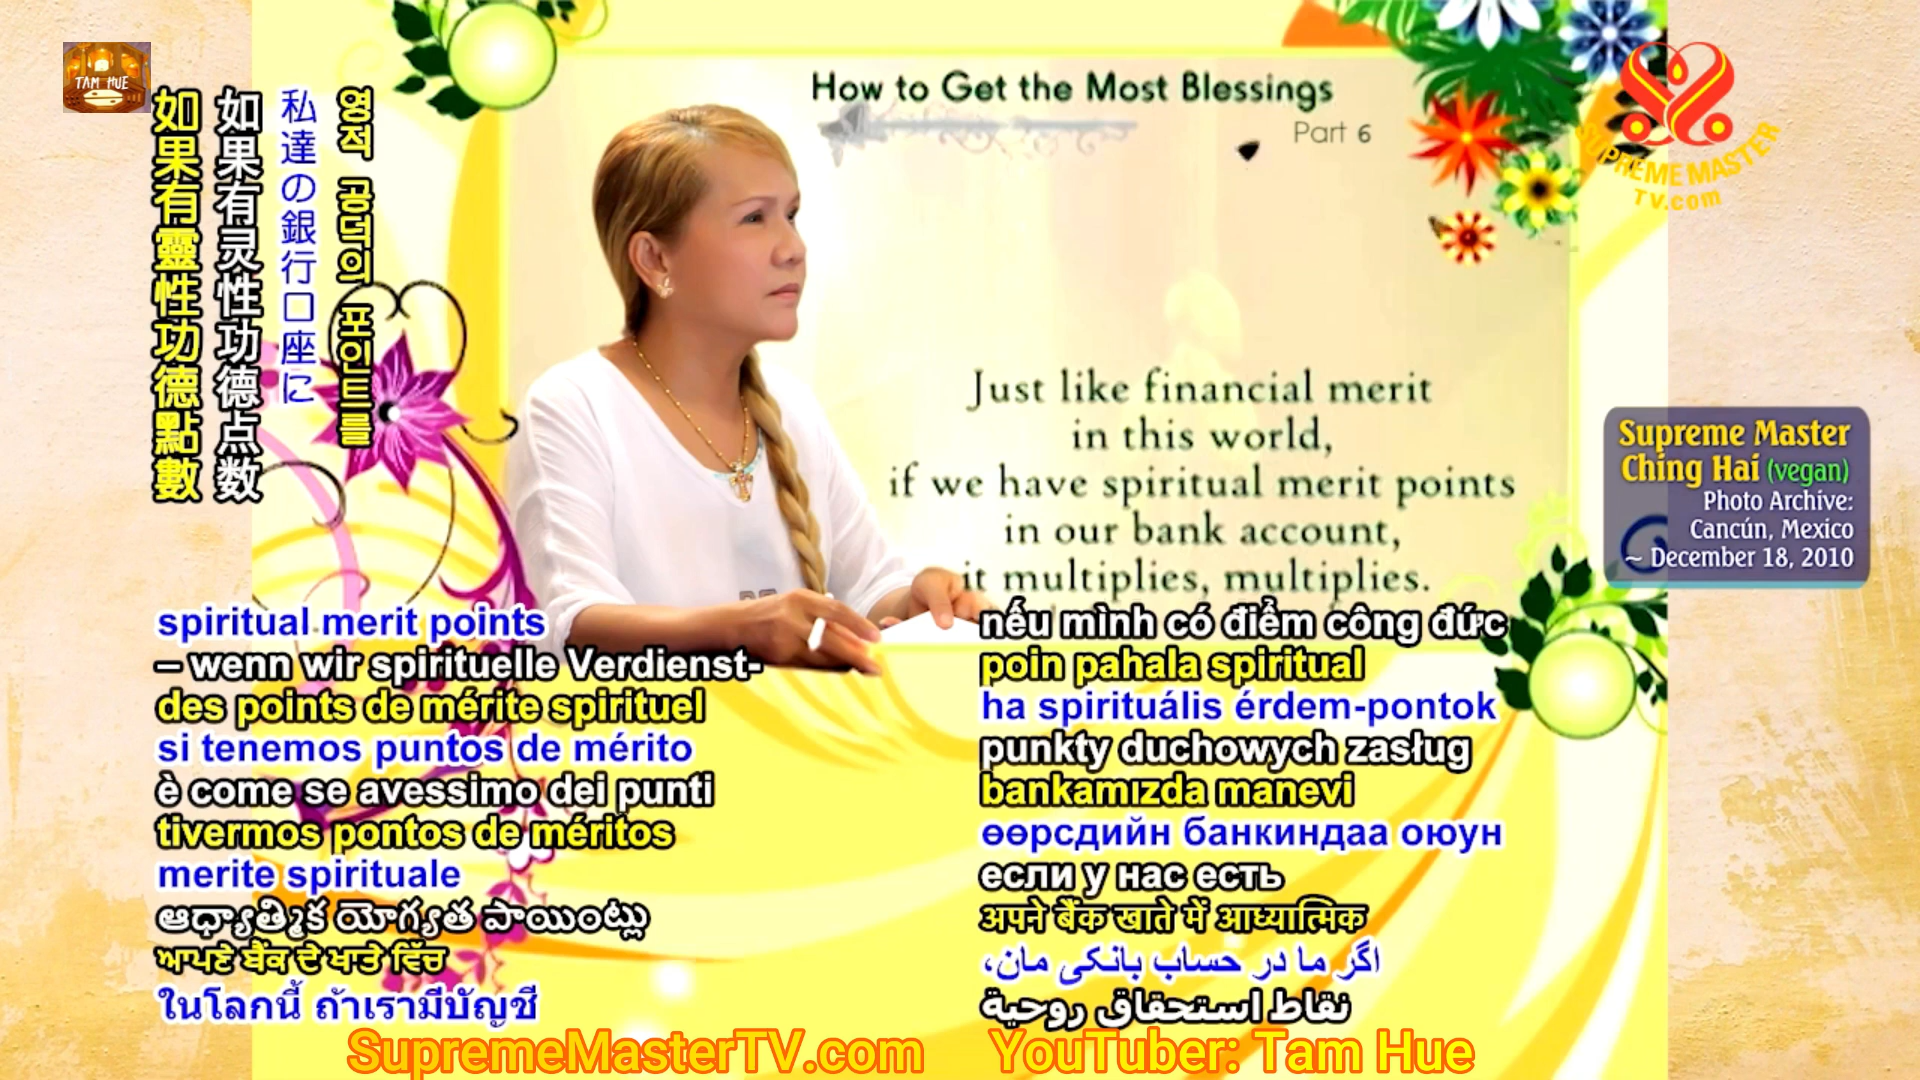 TAM HUE
How to Get the Most Blessings
Part 6
SUPREME MASTER
TV.com
如果有靈性功德點數
如果有灵性功德点数
私達の銀行口座に
영적 공덕의 포인트를
Just like financial merit
in this world,
if we have spiritual merit points
in our bank account,
it multiplies, multiplies.
Supreme Master
Ching Hai (vegan)
Photo Archive:
Cancún, Mexico
~ December 18, 2010
spiritual merit points
– wenn wir spirituelle Verdienst-
des points de mérite spirituel
si tenemos puntos de mérito
è come se avessimo dei punti
tivermos pontos de méritos
merite spirituale
ఆధ్యాత్మిక యోగ్యత పాయింట్లు
ਆਪਣੇ ਬੈਂਕ ਦੇ ਖਾਤੇ ਵਿੱਚ
ในโลกนี้ ถ้าเรามีบัญชี
nếu mình có điểm công đức
poin pahala spiritual
ha spirituális érdem-pontok
punkty duchowych zasług
bankamızda manevi
өөрсдийн банкиндаа оюун
если у нас есть
अपने बैंक खाते में आध्यात्मिक
اگر ما در حساب بانکی مان،
نقاط استحقاق روحية
SupremeMasterTV.com YouTuber: Tam Hue